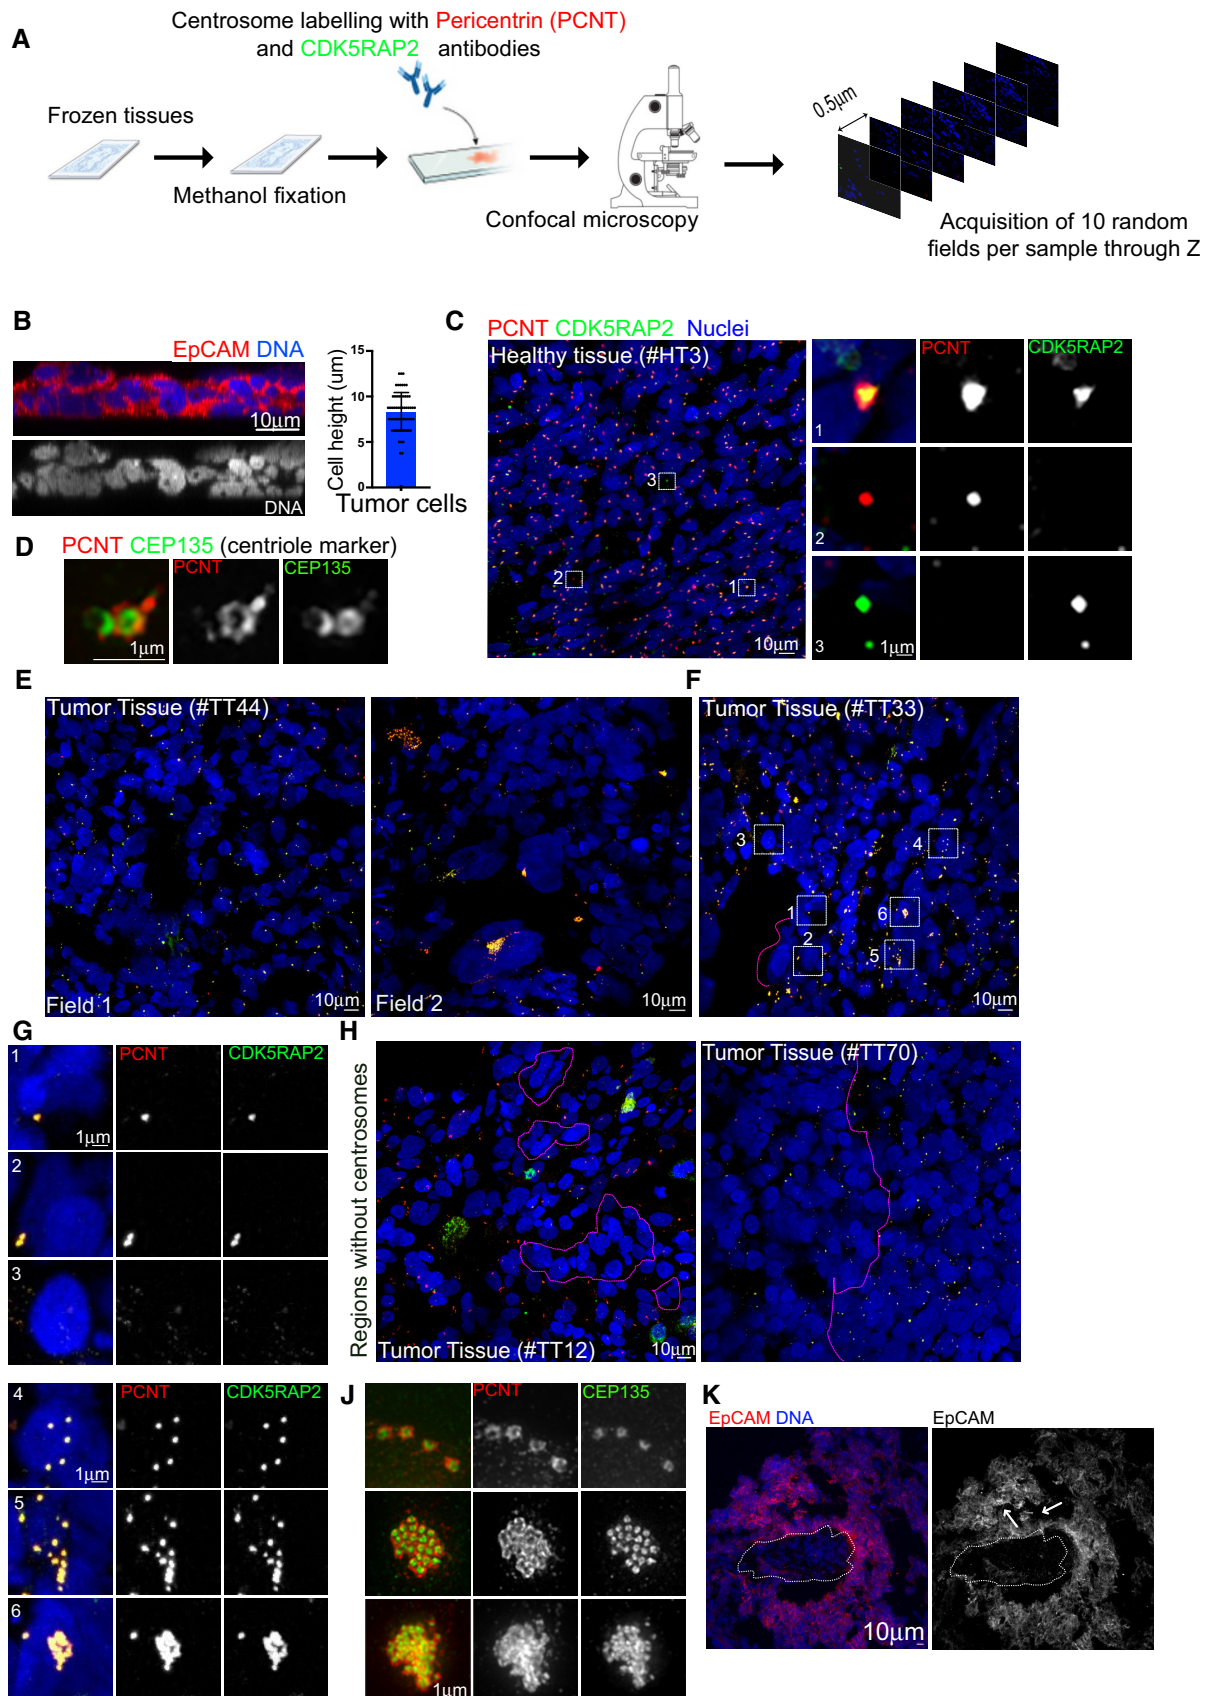 A
Centrosome labelling with Pericentrin (PCNT)
and CDK5RAP2 antibodies
Frozen tissues
Methanol fixation
Confocal microscopy
0.5μm
Acquisition of 10 random
fields per sample through Z
B
EpCAM DNA
10μm
DNA
Cell height (um)
15
10
5
0
Tumor cells
C
PCNT CDK5RAP2 Nuclei
Healthy tissue (#HT3)
3
2
1
10μm
PCNT
CDK5RAP2
1
2
3
1μm
D
PCNT CEP135 (centriole marker)
PCNT
CEP135
1μm
E
Tumor Tissue (#TT44)
Field 1
10μm
Field 2
10μm
F
Tumor Tissue (#TT33)
3
4
1
6
2
5
10μm
G
1
PCNT
CDK5RAP2
1μm
2
3
4
PCNT
CDK5RAP2
1μm
5
6
H
Regions without centrosomes
Tumor Tissue (#TT12)
10μm
Tumor Tissue (#TT70)
10μm
J
PCNT
CEP135
1μm
K
EpCAM DNA
EpCAM
10μm